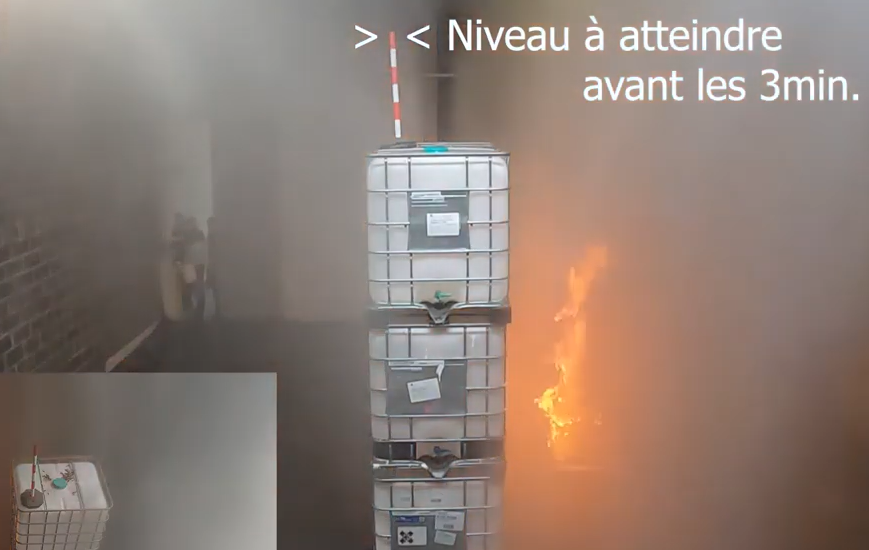 > < Niveau à atteindre
avant les 3min.